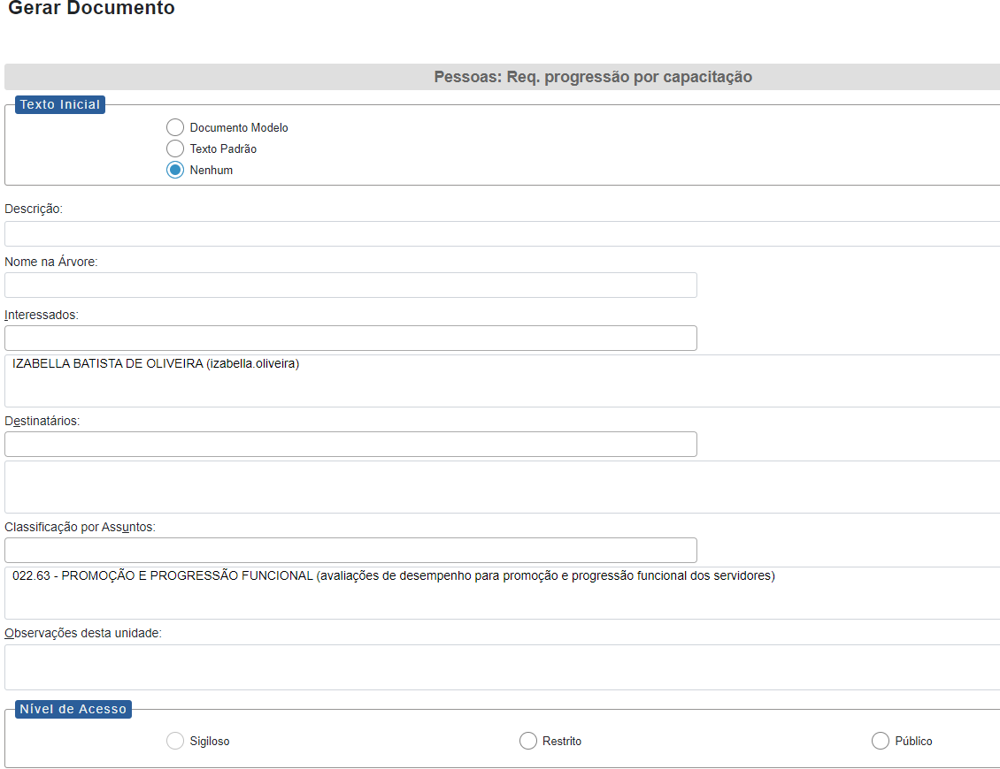 Gerar Documento
Pessoas: Req. progressão por capacitação
Texto Inicial
Documento Modelo
Texto Padrão
Nenhum
Descrição:
Nome na Árvore:
Interessados:
IZABELLA BATISTA DE OLIVEIRA (izabella.oliveira)
Destinatários:
Classificação por Assuntos:
022.63 - PROMOÇÃO E PROGRESSÃO FUNCIONAL (avaliações de desempenho para promoção e progressão funcional dos servidores)
Observações desta unidade:
Nível de Acesso
Sigiloso Restrito Público